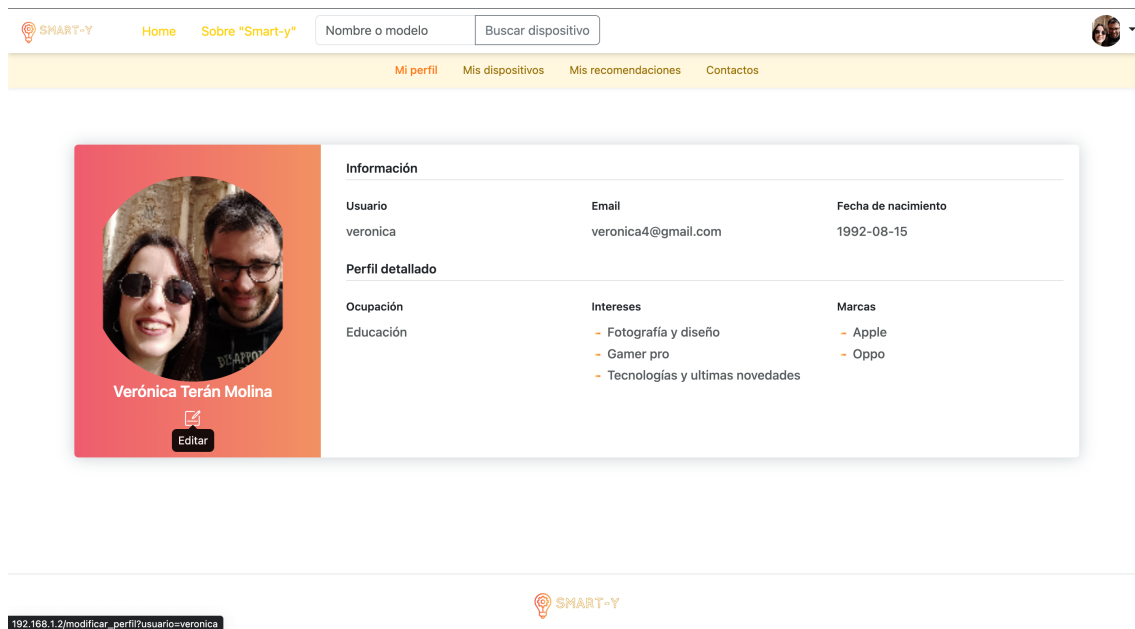 SMART-Y
Home Sobre "Smart-y" Nombre o modelo Buscar dispositivo
Mi perfil Mis dispositivos Mis recomendaciones Contactos
Información
Usuario Email Fecha de nacimiento
veronica veronica4@gmail.com 1992-08-15
Perfil detallado
Ocupación Intereses Marcas
Educación Fotografía y diseño Apple
Gamer pro Oppo
Tecnologías y ultimas novedades
Verónica Terán Molina
Editar
SMART-Y
192.168.1.2/modificar_perfil?usuario=veronica